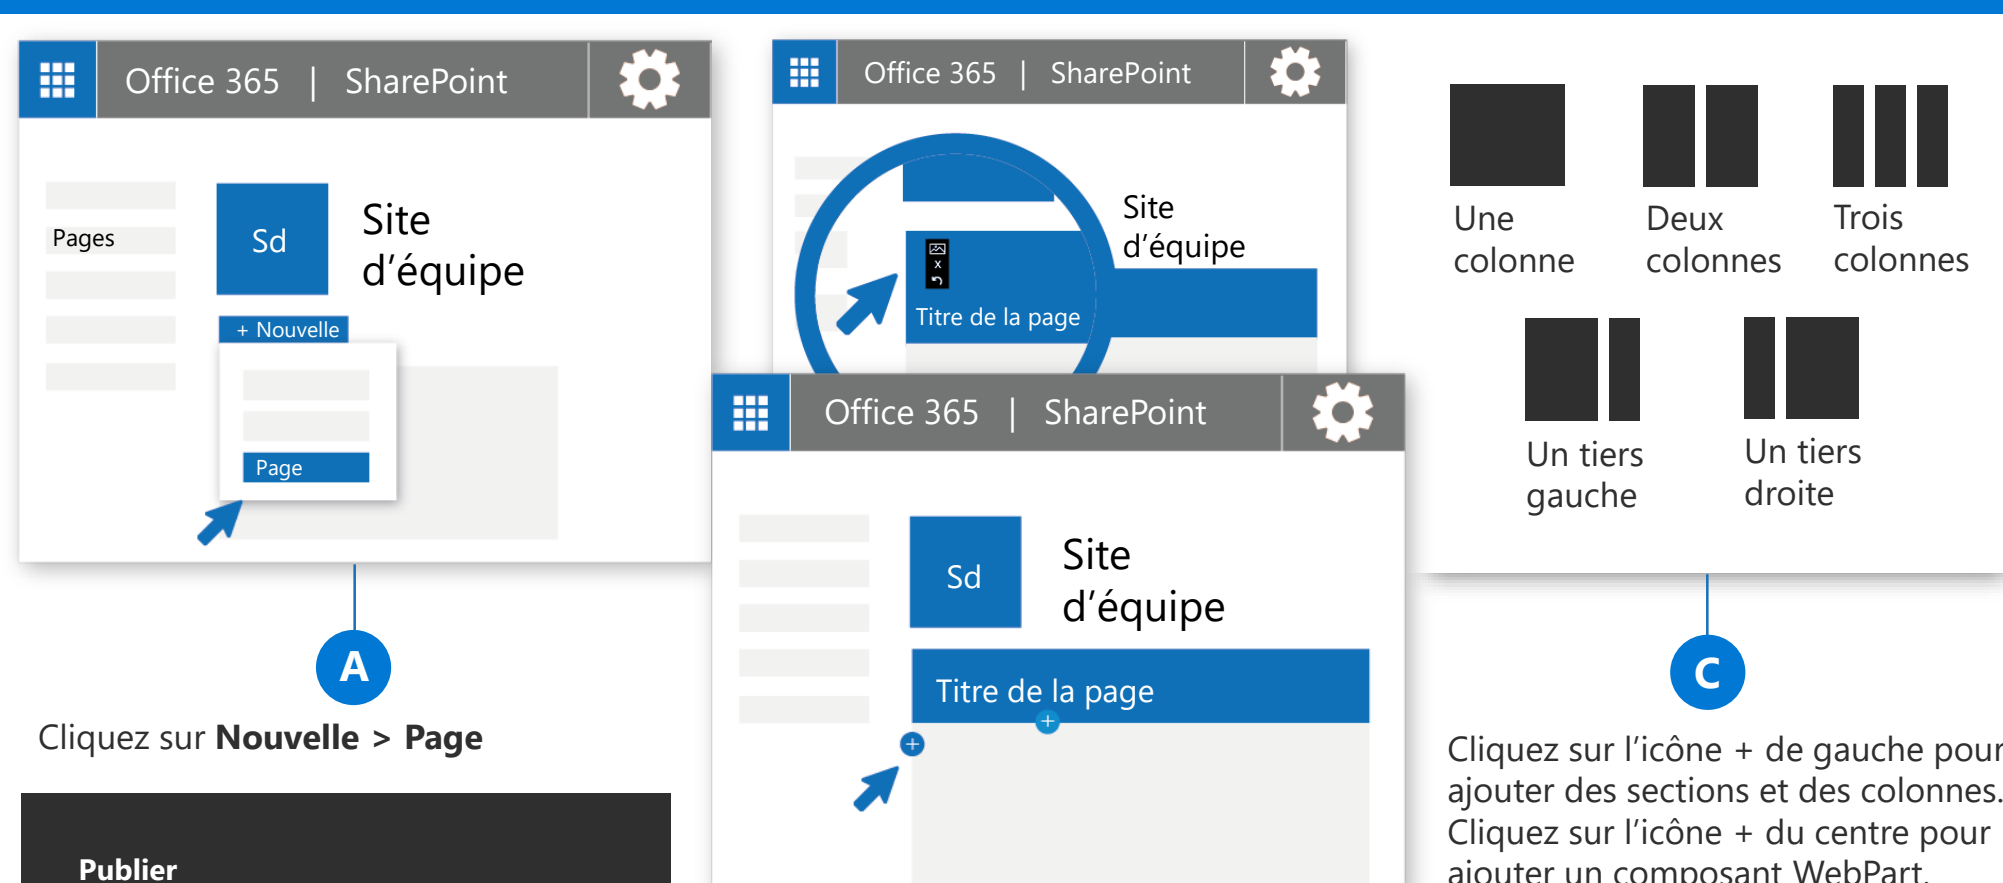 Office 365 | SharePoint
Pages
Sd
Site
d’équipe
+ Nouvelle
Page
A
Cliquez sur Nouvelle > Page
Publier
Office 365 | SharePoint
Site
d’équipe
x
Titre de la page
Office 365 | SharePoint
Sd
Site
d’équipe
Titre de la page
Une
colonne
Deux
colonnes
Trois
colonnes
Un tiers
gauche
Un tiers
droite
C
Cliquez sur l’icône + de gauche pour
ajouter des sections et des colonnes.
Cliquez sur l’icône + du centre pour
ajouter un composant WebPart.